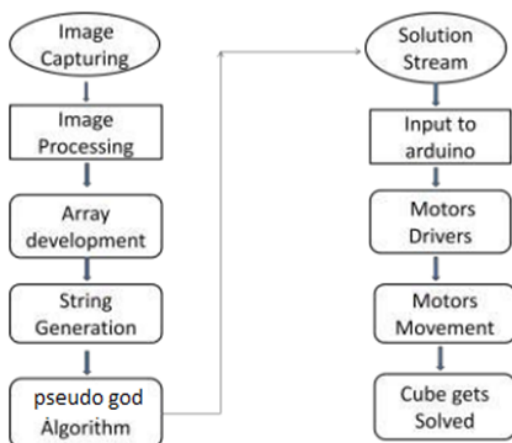 Image
Capturing
Image
Processing
Array
development
String
Generation
pseudo god
Algorithm
Solution
Stream
Input to
arduino
Motors
Drivers
Motors
Movement
Cube gets
Solved